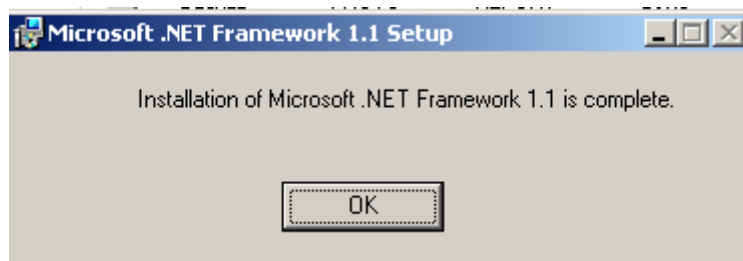 Microsoft .NET Framework 1.1 Setup
Installation of Microsoft .NET Framework 1.1 is complete.
OK